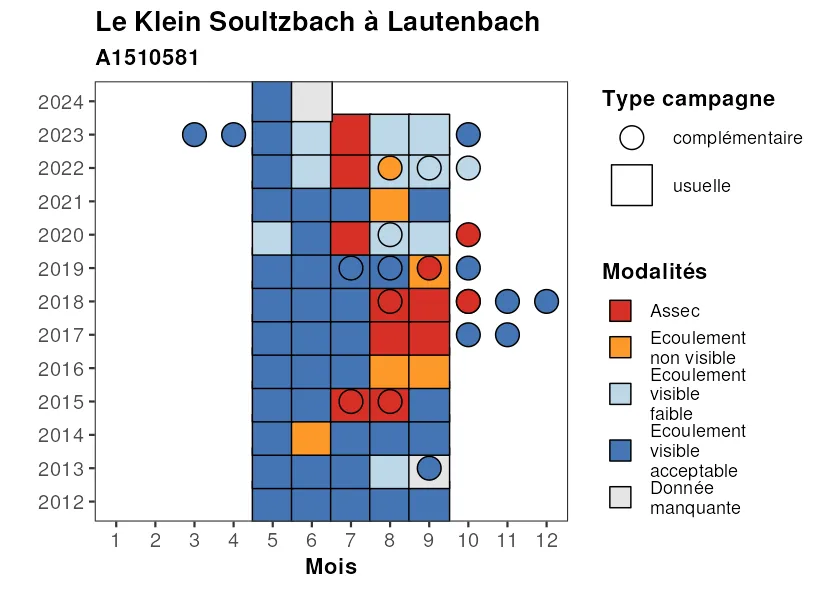 Le Klein Soultzbach à Lautenbach
A1510581
2024
2023
2022
2021
2020
2019
2018
2017
2016
2015
2014
2013
2012
1 2 3 4 5 6 7 8 9 10 11 12
Mois
Type campagne
complémentaire
usuelle
Modalités
Assec
Ecoulement
non visible
Ecoulement
visible
faible
Ecoulement
visible
acceptable
Donnée
manquante